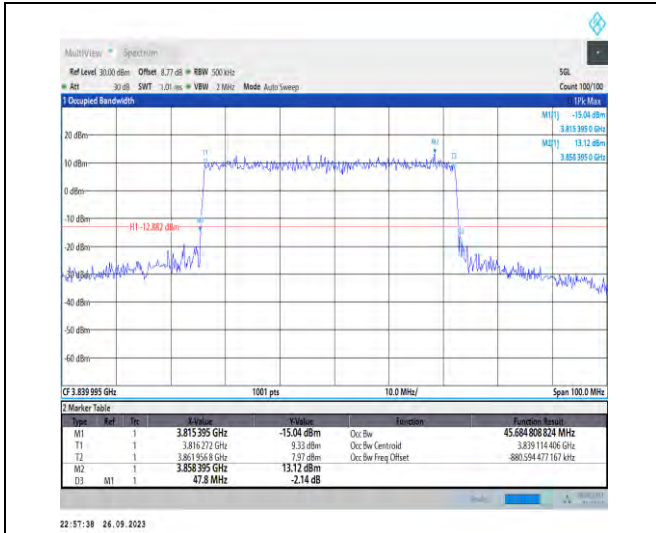 MultiView Spectrum
Ref Level 30.00 dBm Offset 8.77 dB RBW 500 kHz SGL
Att 30 dB SWT 1.01 ms VBW 2 MHz Mode Auto Sweep Count 100/100
1 Occupied Bandwidth 1Pk Max
M1[1] -15.04 dBm
3.815 395 0 GHz
M2[1] 13.12 dBm
3.858 395 0 GHz
20 dBm
M2
T1
T2
10 dBm
0 dBm
-10 dBm
H1 -12.882 dBm
-20 dBm
-30 dBm
-40 dBm
-50 dBm
-60 dBm
CF 3.839 995 GHz 1001 pts 10.0 MHz/ Span 100.0 MHz
2 Marker Table
Type Ref Trc X-Value Y-Value Function Function Result
M1 1 3.815 395 GHz -15.04 dBm Occ Bw 45.684 808 824 MHz
T1 1 3.816 272 GHz 9.33 dBm Occ Bw Centroid 3.839 114 406 GHz
T2 1 3.861 956 8 GHz 7.97 dBm Occ Bw Freq Offset -880.594 477 167 kHz
M2 1 3.858 395 GHz 13.12 dBm
D3 M1 1 47.8 MHz -2.14 dB
22:57:38 26.09.2023